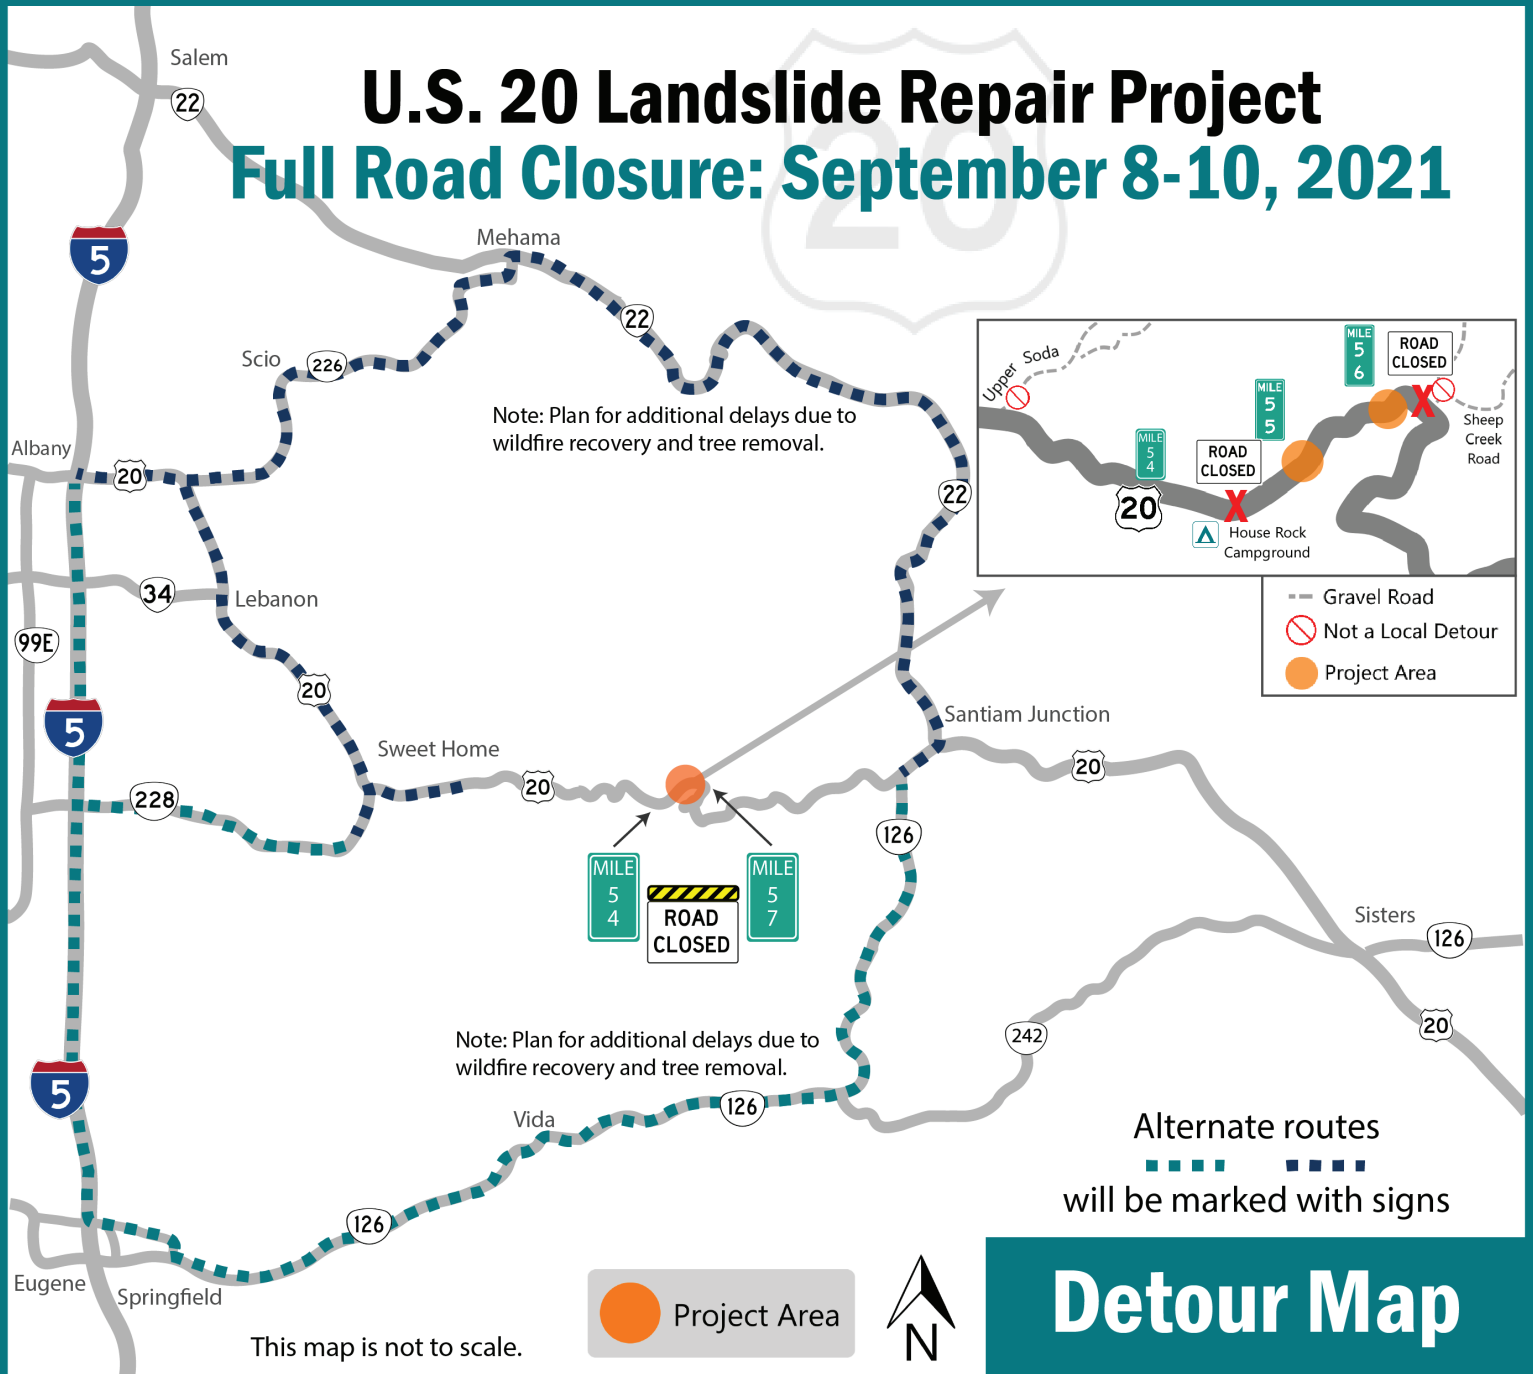 U.S. 20 Landslide Repair Project
Full Road Closure: September 8-10, 2021
20
Salem
22
5
Mehama
22
Scio
226
Note: Plan for additional delays due to
wildfire recovery and tree removal.
Albany
20
22
34
Lebanon
99E
20
5
Sweet Home
20
228
Santiam Junction
20
126
MILE
5
4
ROAD
CLOSED
MILE
5
7
Sisters
126
20
242
Note: Plan for additional delays due to
wildfire recovery and tree removal.
5
Vida
126
126
Eugene
Springfield
This map is not to scale.
Upper Soda
MILE
5
4
20
ROAD
CLOSED
MILE
5
5
MILE
5
6
ROAD
CLOSED
X
X
Sheep
Creek
Road
House Rock
Campground
Gravel Road
Not a Local Detour
Project Area
Alternate routes
will be marked with signs
Project Area
N
Detour Map